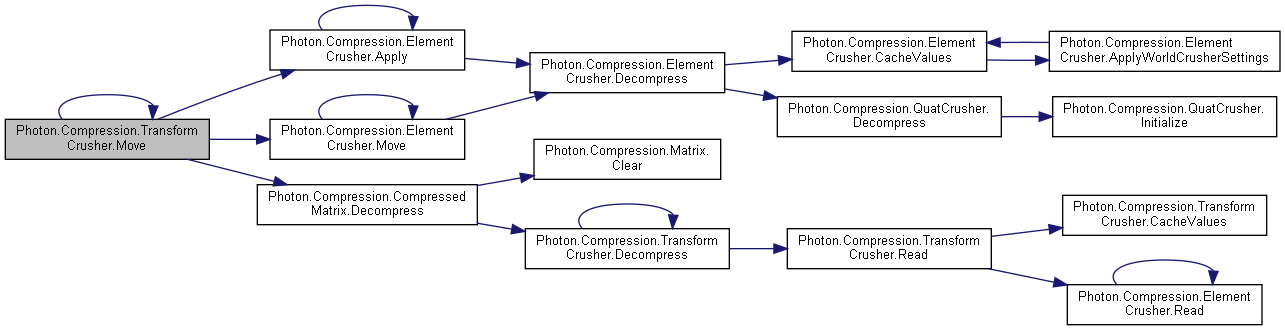 Photon.Compression.Transform
Crusher.Move
Photon.Compression.Element
Crusher.Apply
Photon.Compression.Element
Crusher.Move
Photon.Compression.Compressed
Matrix.Decompress
Photon.Compression.Element
Crusher.Decompress
Photon.Compression.Matrix.
Clear
Photon.Compression.Transform
Crusher.Decompress
Photon.Compression.Element
Crusher.CacheValues
Photon.Compression.QuatCrusher.
Decompress
Photon.Compression.Transform
Crusher.Read
Photon.Compression.Element
Crusher.ApplyWorldCrusherSettings
Photon.Compression.QuatCrusher.
Initialize
Photon.Compression.Transform
Crusher.CacheValues
Photon.Compression.Element
Crusher.Read